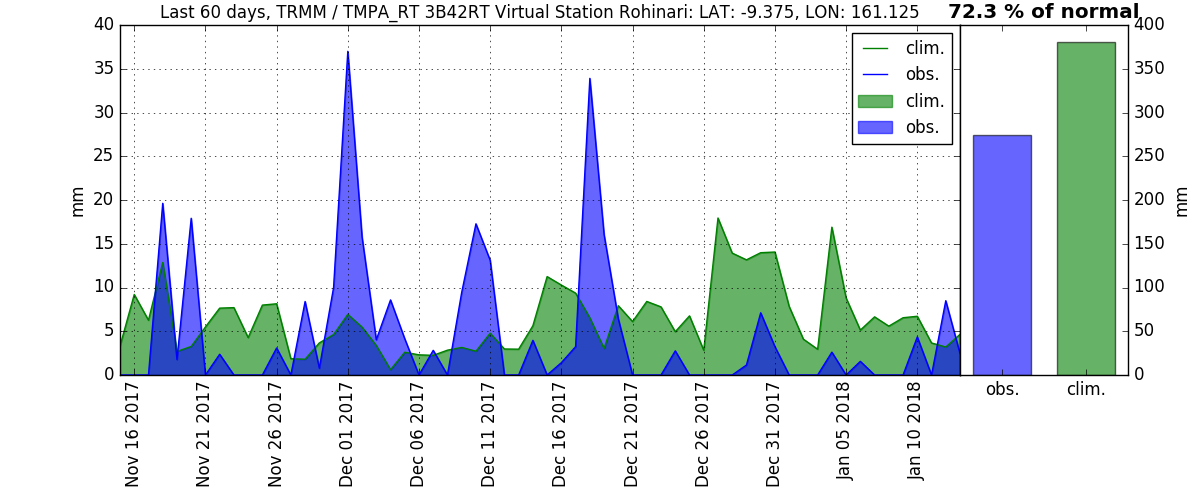 Last 60 days, TRMM / TMPA_RT 3B42RT Virtual Station Rohinari: LAT: -9.375, LON: 161.125
72.3 % of normal
40
35
30
25
20
15
10
5
0
mm
clim.
obs.
clim.
obs.
400
350
300
250
200
150
100
50
0
mm
Nov 16 2017
Nov 21 2017
Nov 26 2017
Dec 01 2017
Dec 06 2017
Dec 11 2017
Dec 16 2017
Dec 21 2017
Dec 26 2017
Dec 31 2017
Jan 05 2018
Jan 10 2018
obs.
clim.